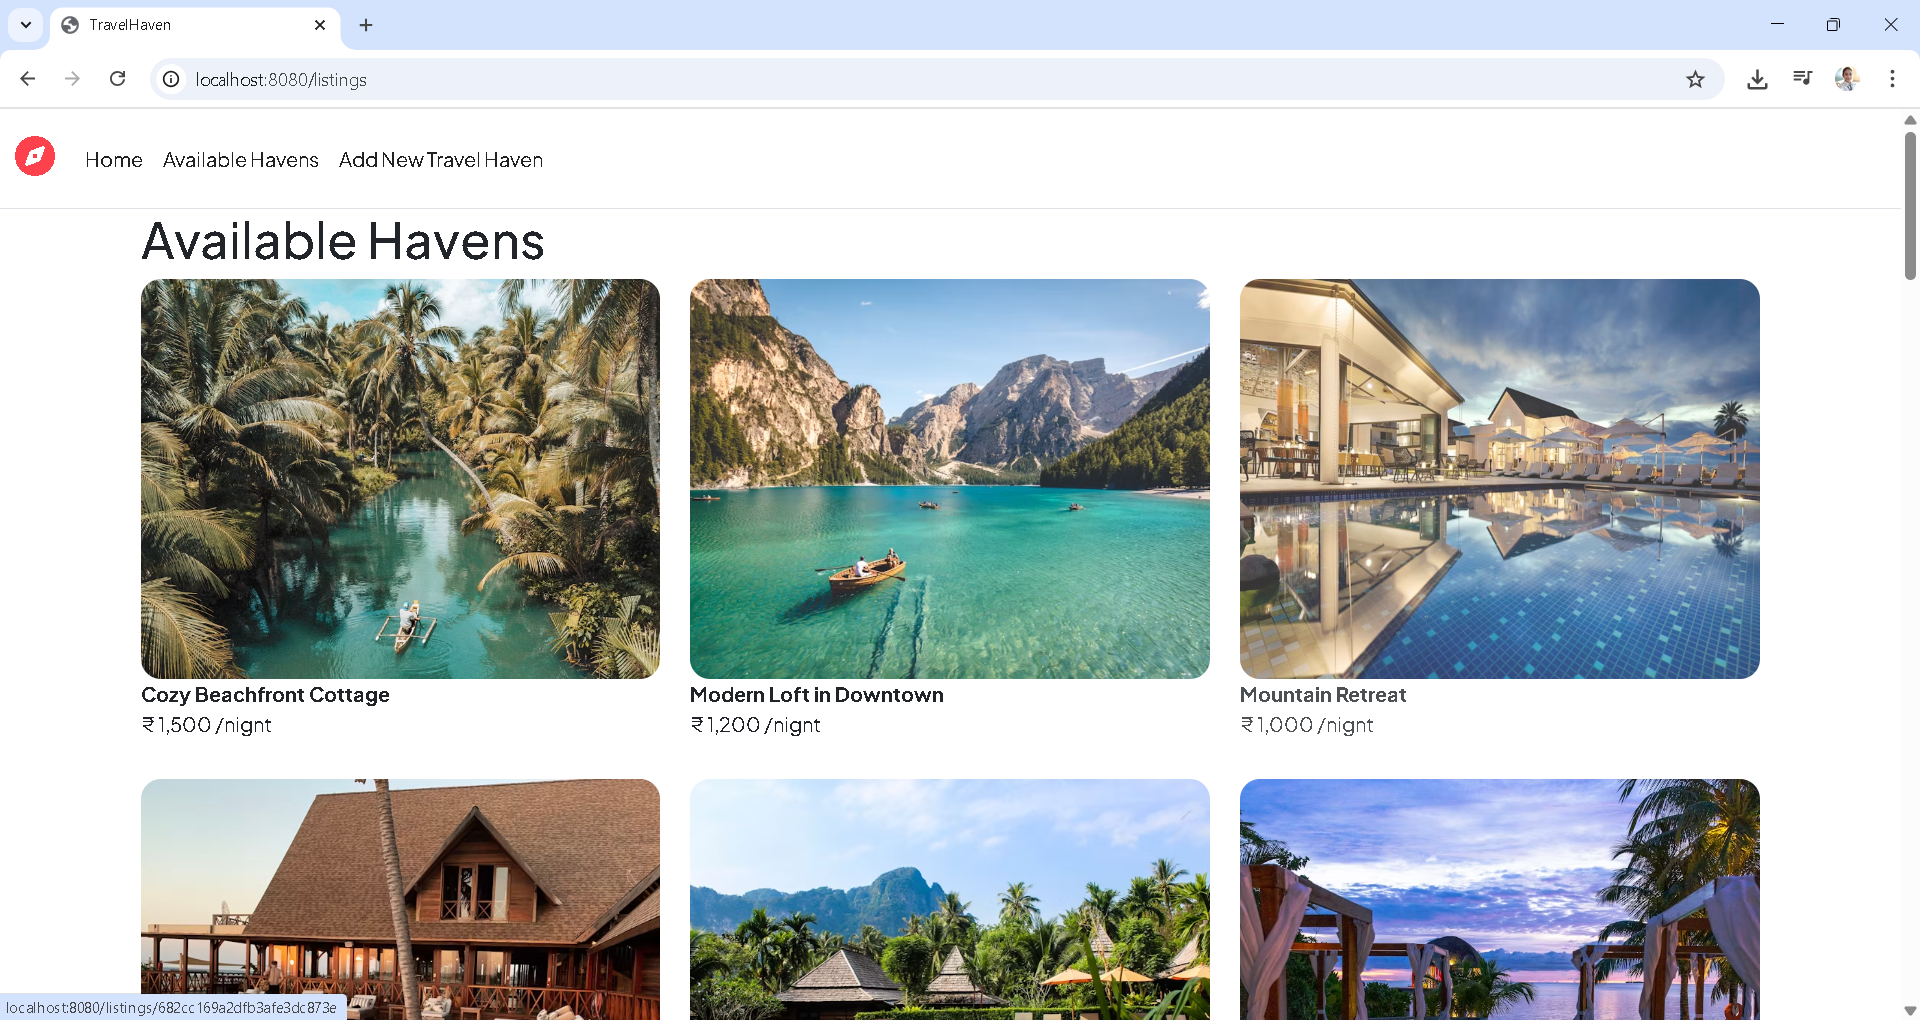 TravelHaven
localhost:8080/listings
Home Available Havens Add New Travel Haven
Available Havens
Cozy Beachfront Cottage
₹1,500 /nignt
Modern Loft in Downtown
₹1,200 /nignt
Mountain Retreat
₹1,000 /nignt
localhost:8080/listings/682cc169a2dfb3afe3dc873e